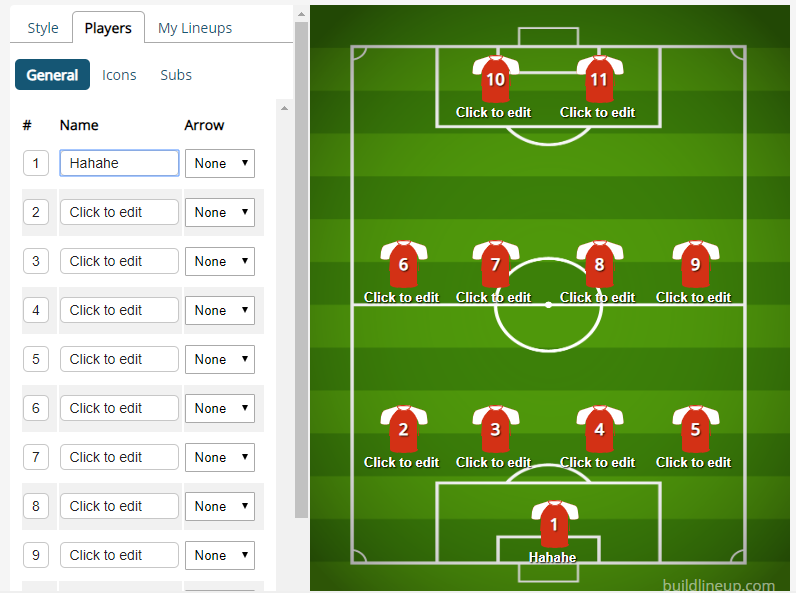 Style Players My Lineups
General Icons Subs
# Name Arrow
1 Hahahe None
2 Click to edit None
3 Click to edit None
4 Click to edit None
5 Click to edit None
6 Click to edit None
7 Click to edit None
8 Click to edit None
9 Click to edit None
10 11
Click to edit Click to edit
6 7 8 9
Click to edit Click to edit Click to edit Click to edit
2 3 4 5
Click to edit Click to edit Click to edit Click to edit
1
Hahahe
buildlineup.com